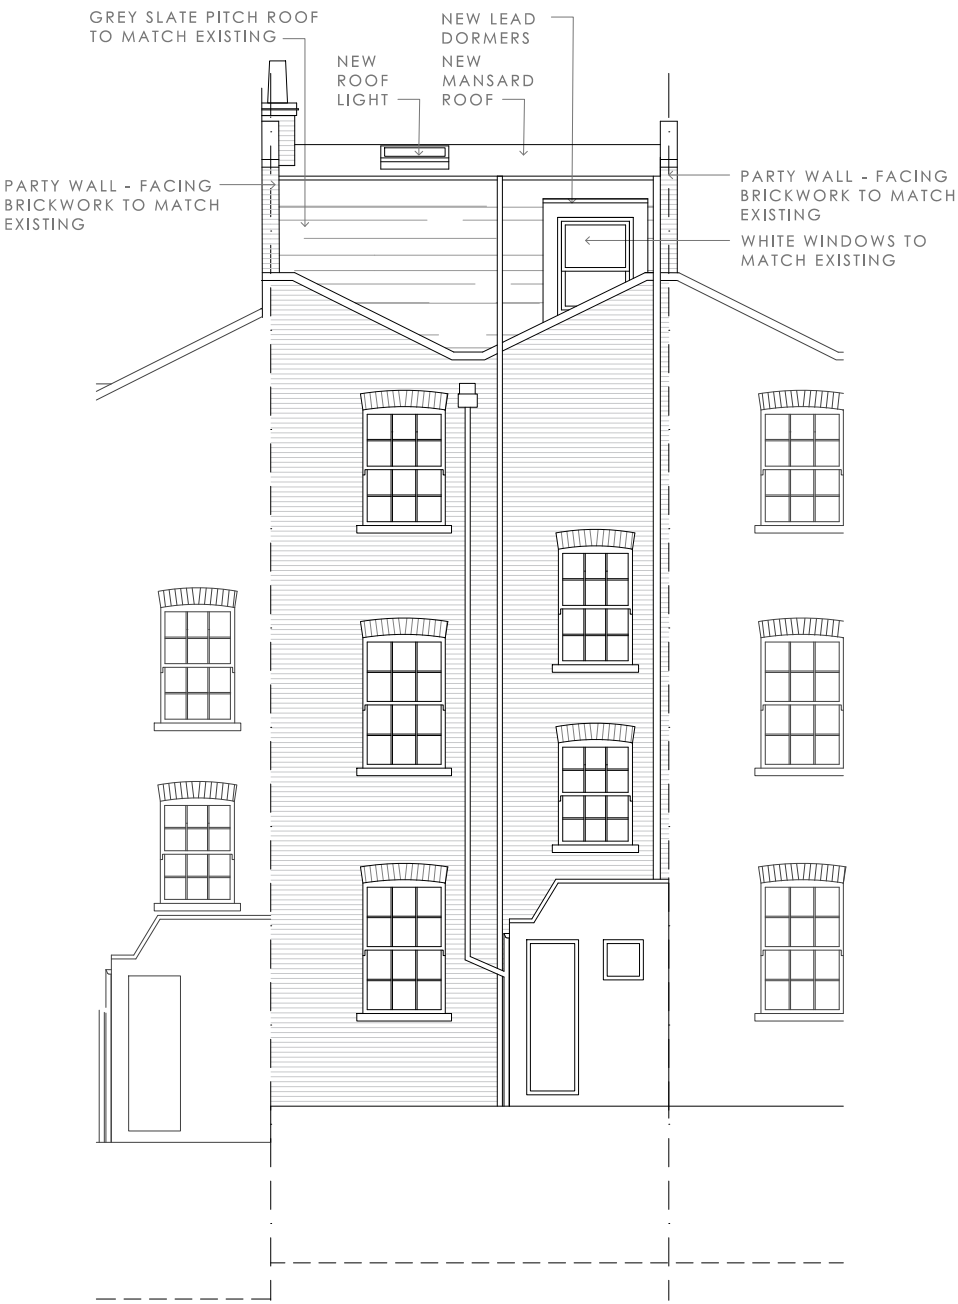 GREY SLATE PITCH ROOF
TO MATCH EXISTING
NEW
ROOF
LIGHT
NEW LEAD
DORMERS
NEW
MANSARD
ROOF
PARTY WALL - FACING
BRICKWORK TO MATCH
EXISTING
PARTY WALL - FACING
BRICKWORK TO MATCH
EXISTING
WHITE WINDOWS TO
MATCH EXISTING